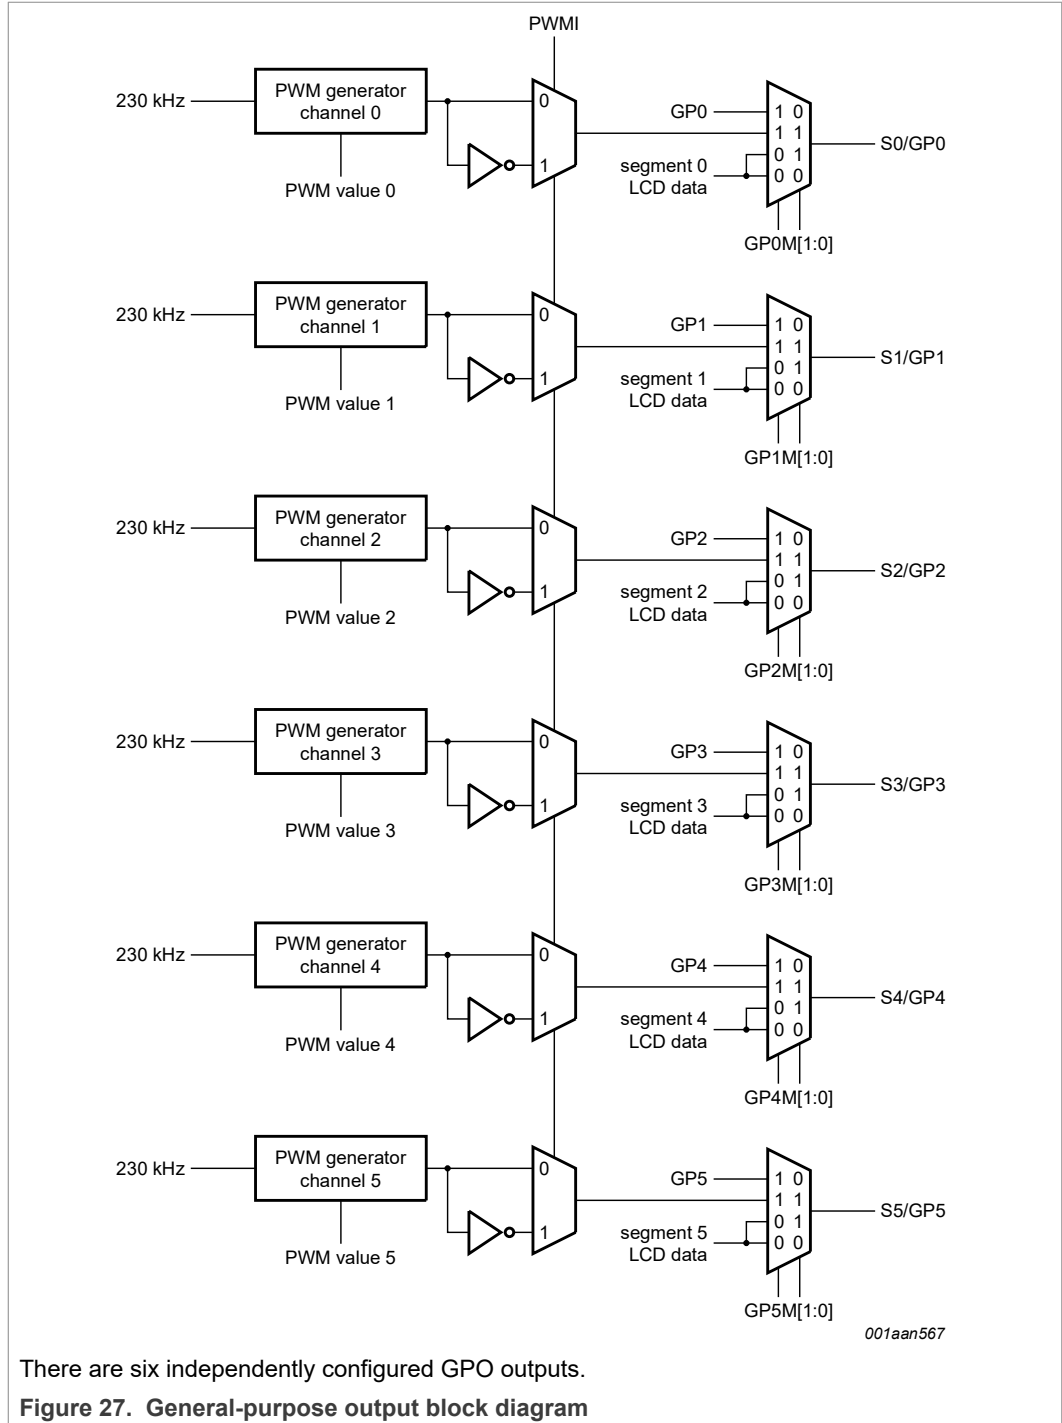 PWMI
PWM generator
channel 0
230 kHz
PWM value 0
0
1
GP0
segment 0
LCD data
1 0
1 1
0 1
0 0
S0/GP0
GP0M[1:0]
PWM generator
channel 1
230 kHz
PWM value 1
0
1
GP1
segment 1
LCD data
1 0
1 1
0 1
0 0
S1/GP1
GP1M[1:0]
PWM generator
channel 2
230 kHz
PWM value 2
0
1
GP2
segment 2
LCD data
1 0
1 1
0 1
0 0
S2/GP2
GP2M[1:0]
PWM generator
channel 3
230 kHz
PWM value 3
0
1
GP3
segment 3
LCD data
1 0
1 1
0 1
0 0
S3/GP3
GP3M[1:0]
PWM generator
channel 4
230 kHz
PWM value 4
0
1
GP4
segment 4
LCD data
1 0
1 1
0 1
0 0
S4/GP4
GP4M[1:0]
PWM generator
channel 5
230 kHz
PWM value 5
0
1
GP5
segment 5
LCD data
1 0
1 1
0 1
0 0
S5/GP5
GP5M[1:0]
001aan567
There are six independently configured GPO outputs.
Figure 27. General-purpose output block diagram